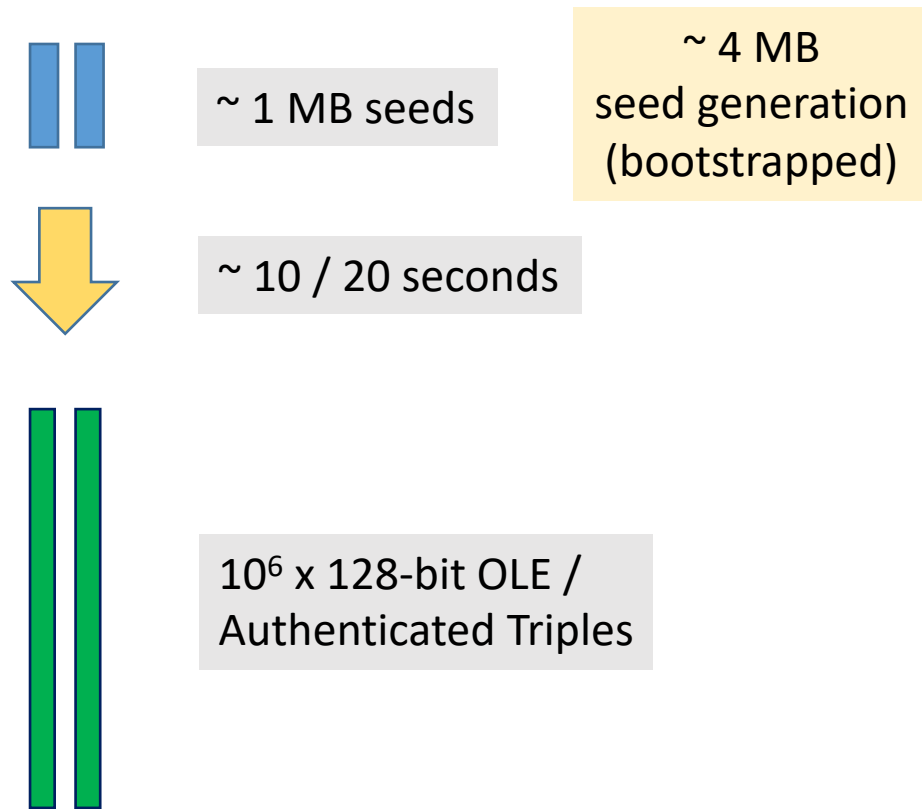 ~ 4 MB
seed generation
(bootstrapped)
~ 1 MB seeds
~ 10 / 20 seconds
10⁶ x 128-bit OLE /
Authenticated Triples